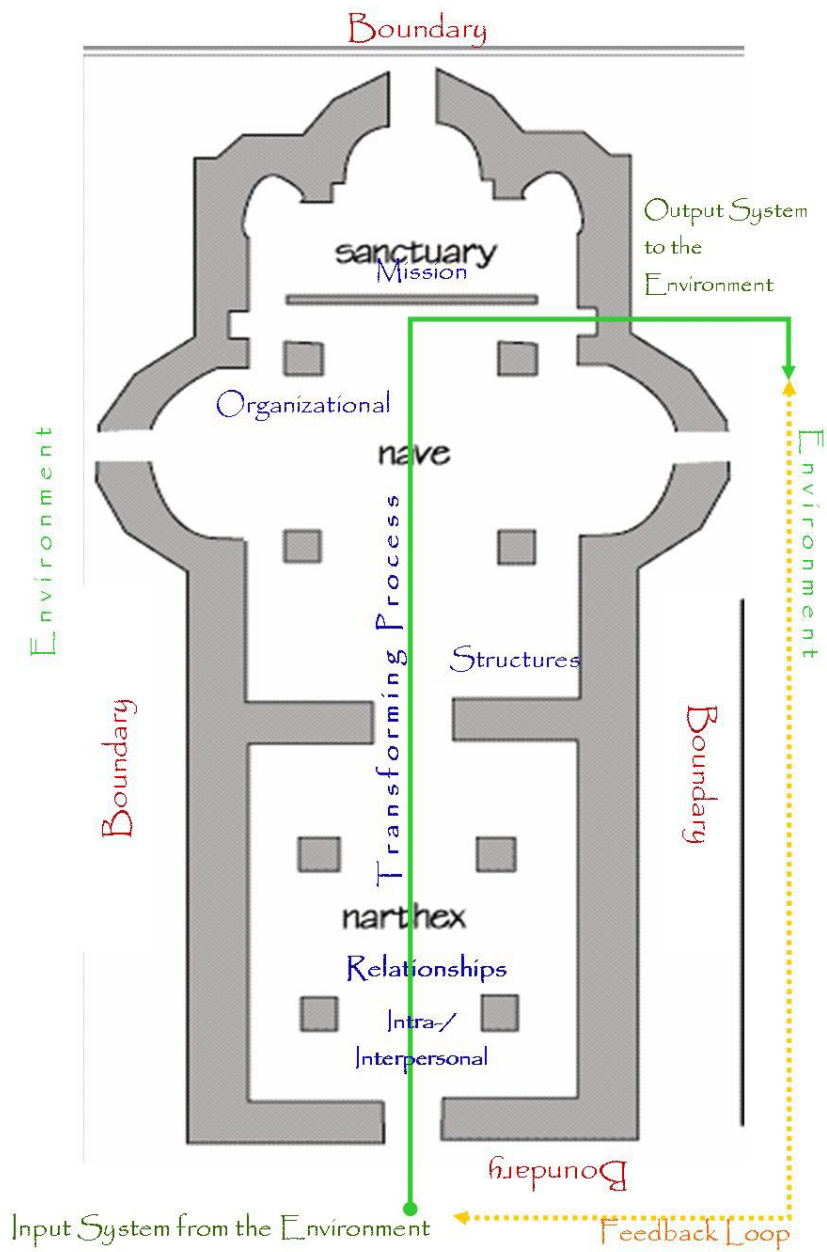 Boundary
Output System
to the
Environment
sanctuary
Mission
Organizational
nave
Environment
Environment
Transforming Process
Structures
Boundary
Boundary
narthex
Relationships
Intra-/
Interpersonal
Boundary
Input System from the Environment
Feedback Loop